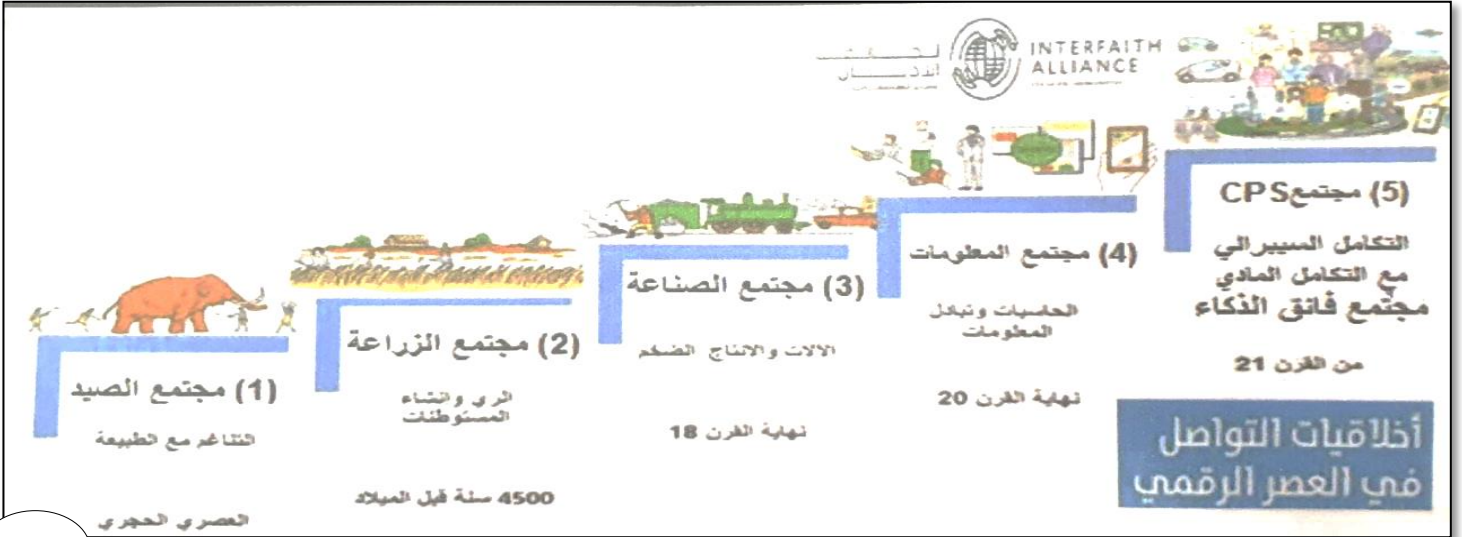 INTERFAITH
ALLIANCE
(5) مجتمع CPS
التكامل السيبرالي
مع التكامل المادي
مجتمع فائق الذكاء
من القرن 21
(4) مجتمع المعلومات
الحاسبات وتبادل
المعلومات
نهاية القرن 20
(3) مجتمع الصناعة
الالات والانتاج الضخم
نهاية القرن 18
(2) مجتمع الزراعة
الري وانشاء
المستوطنات
4500 سنة قبل الميلاد
(1) مجتمع الصيد
التناغم مع الطبيعة
العصري الحجري
أخلاقيات التواصل
في العصر الرقمي